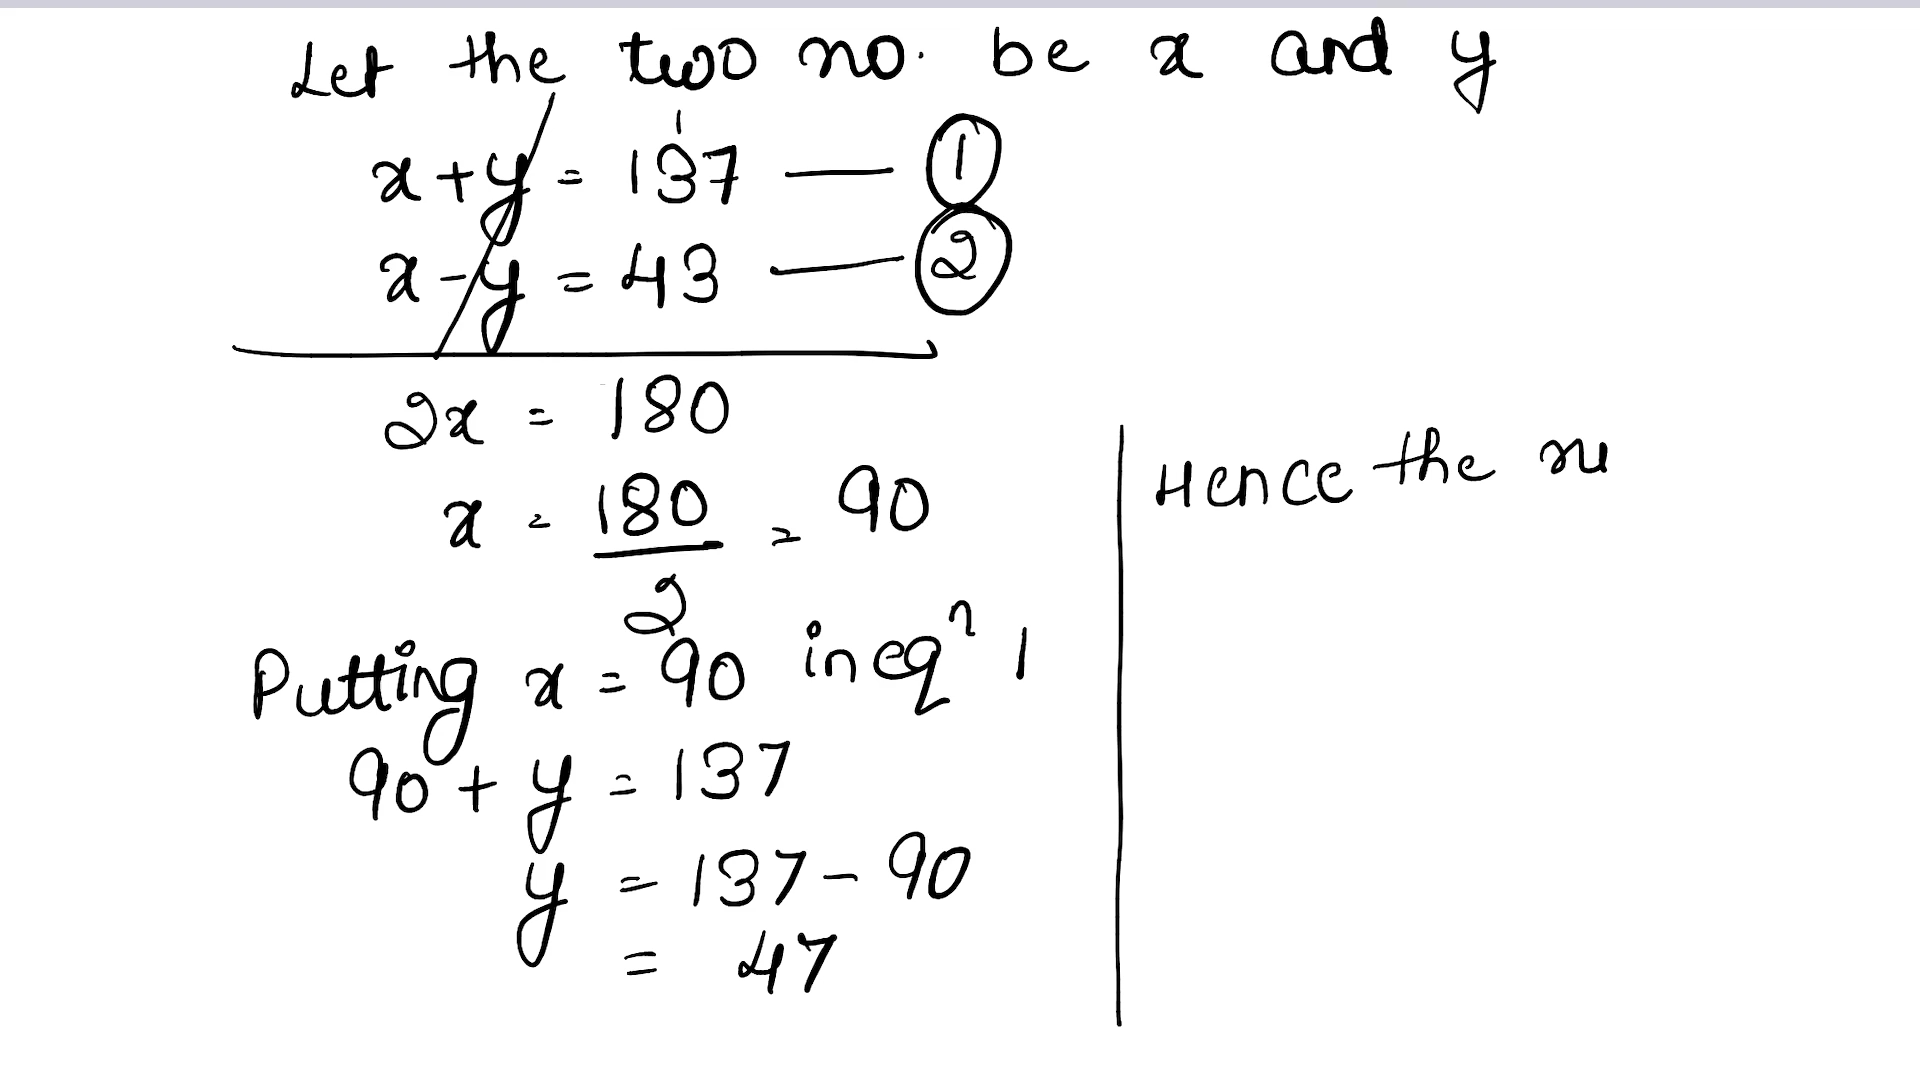 Let the two no. be x and y
x + y = 137 — 1
x - y = 43 — 2
2x = 180
x = 180/2 = 90
Putting x = 90 in eqⁿ 1
90 + y = 137
y = 137 - 90
= 47
Hence the nu